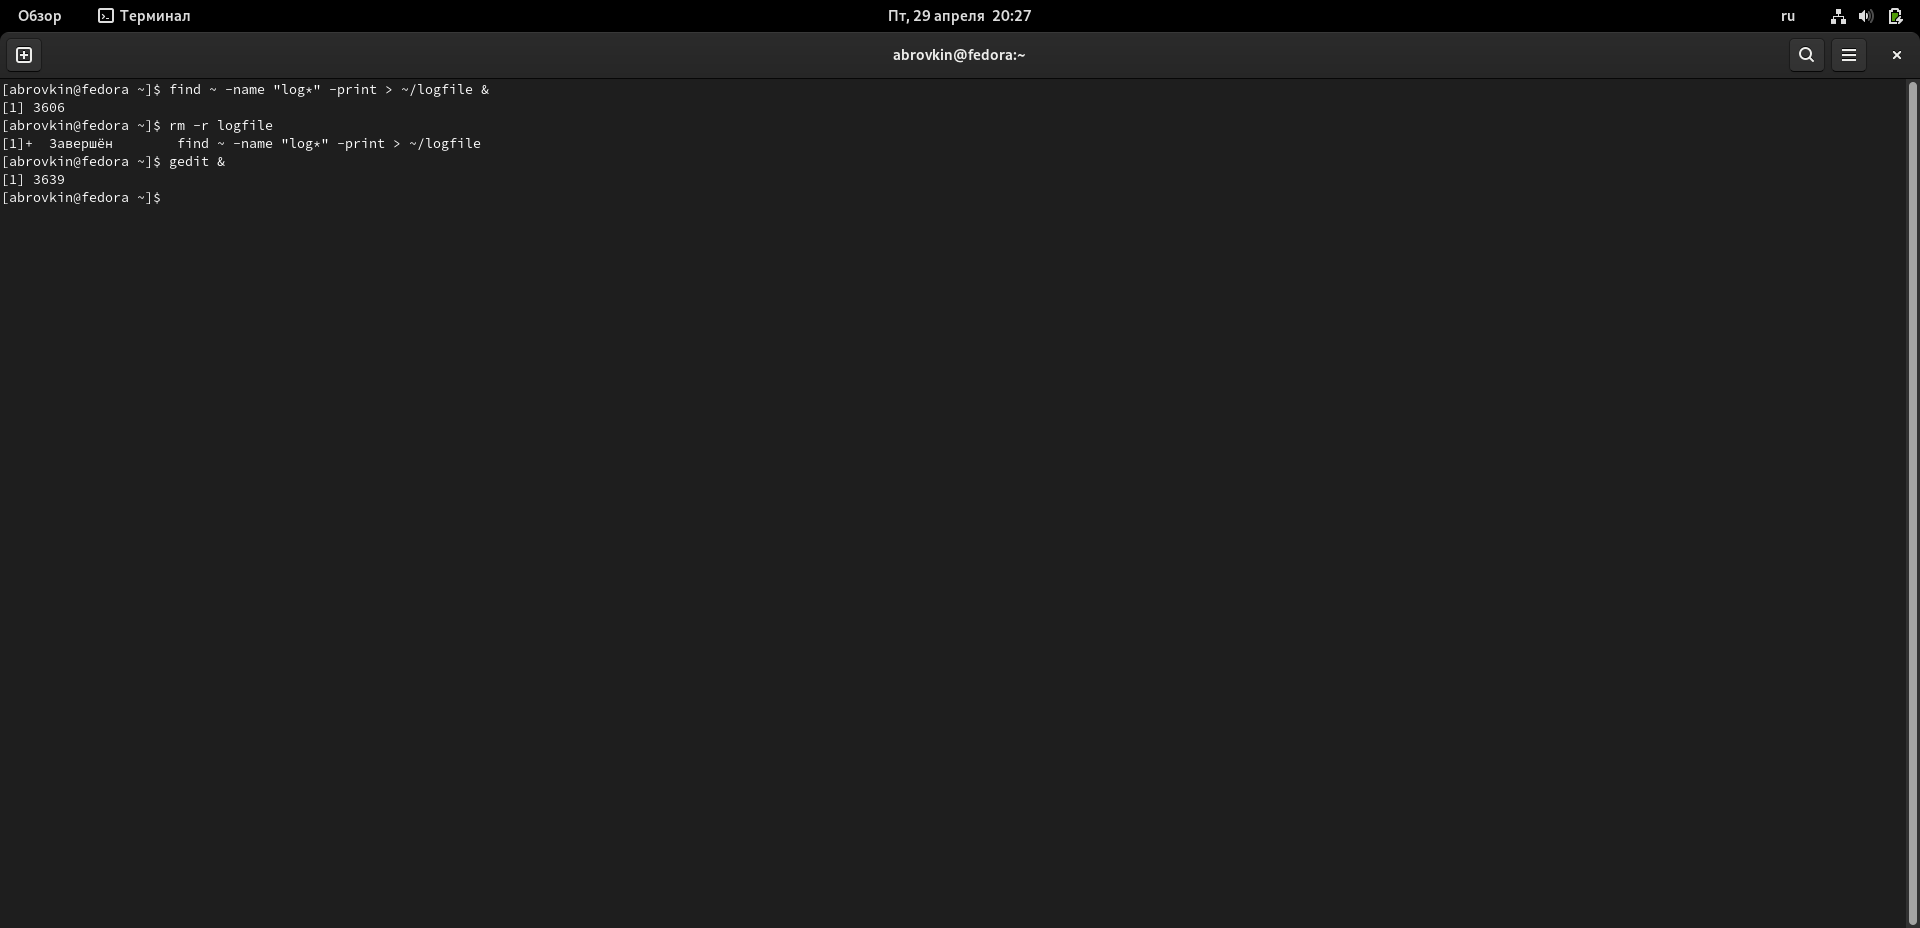 Обзор Терминал Пт, 29 апреля 20:27 ru
abrovkin@fedora:~
[abrovkin@fedora ~]$ find ~ -name "log*" -print > ~/logfile &
[1] 3606
[abrovkin@fedora ~]$ rm -r logfile
[1]+  Завершён        find ~ -name "log*" -print > ~/logfile
[abrovkin@fedora ~]$ gedit &
[1] 3639
[abrovkin@fedora ~]$